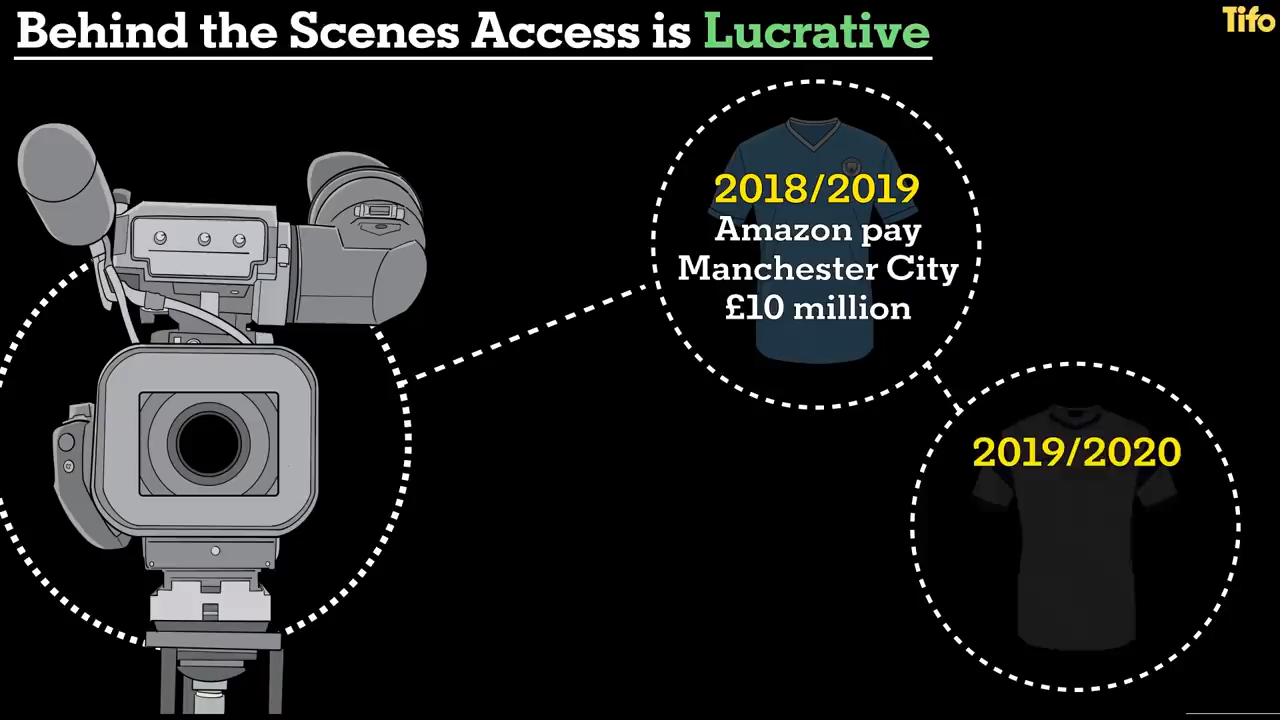 Behind the Scenes Access is Lucrative
Tifo
2018/2019
Amazon pay
Manchester City
£10 million
2019/2020